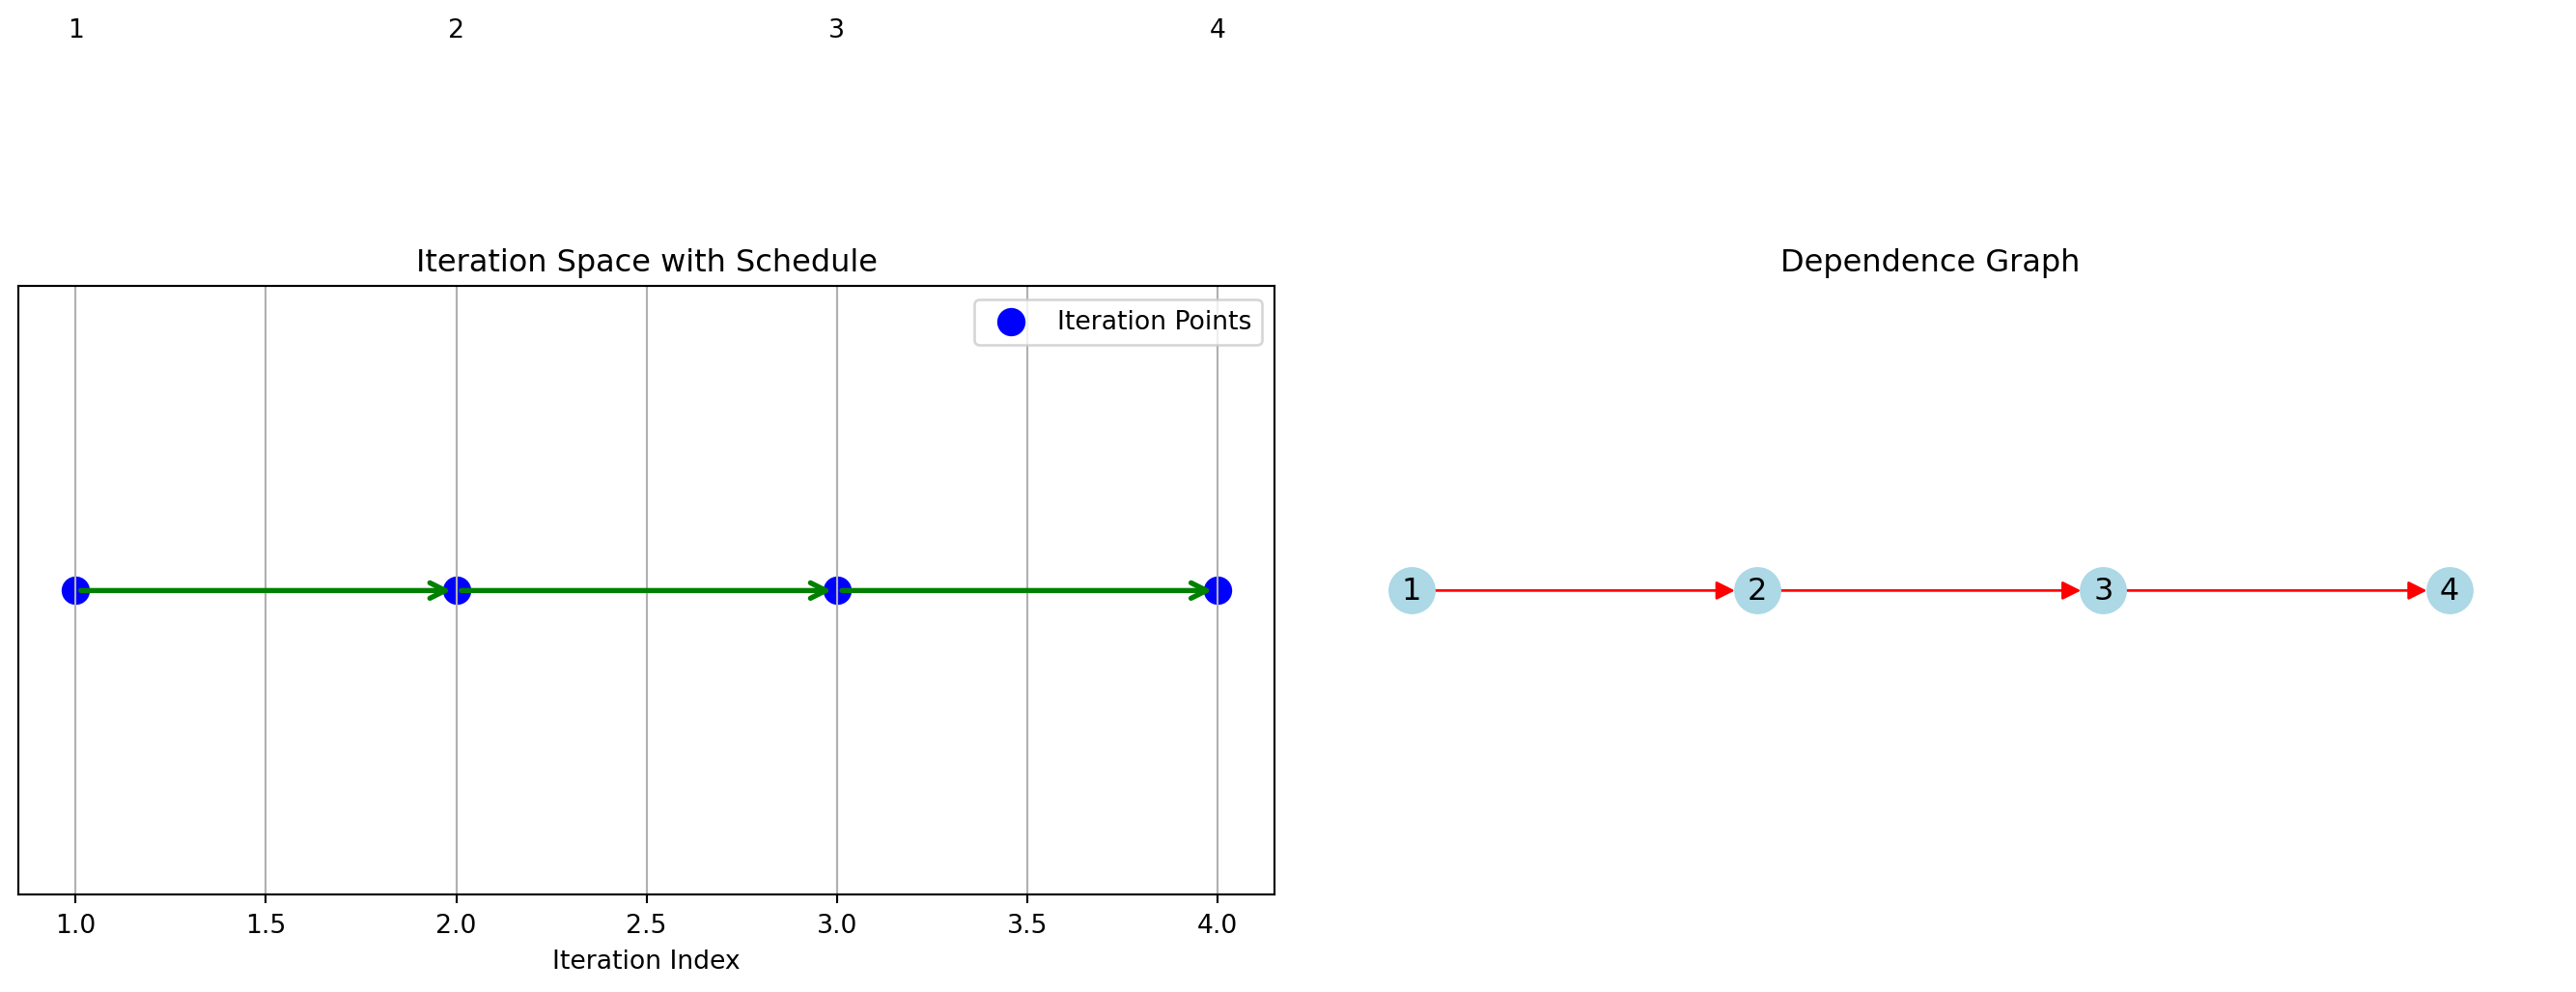 1 2 3 4
Iteration Space with Schedule
Iteration Points
1.0 1.5 2.0 2.5 3.0 3.5 4.0
Iteration Index
Dependence Graph
1 2 3 4